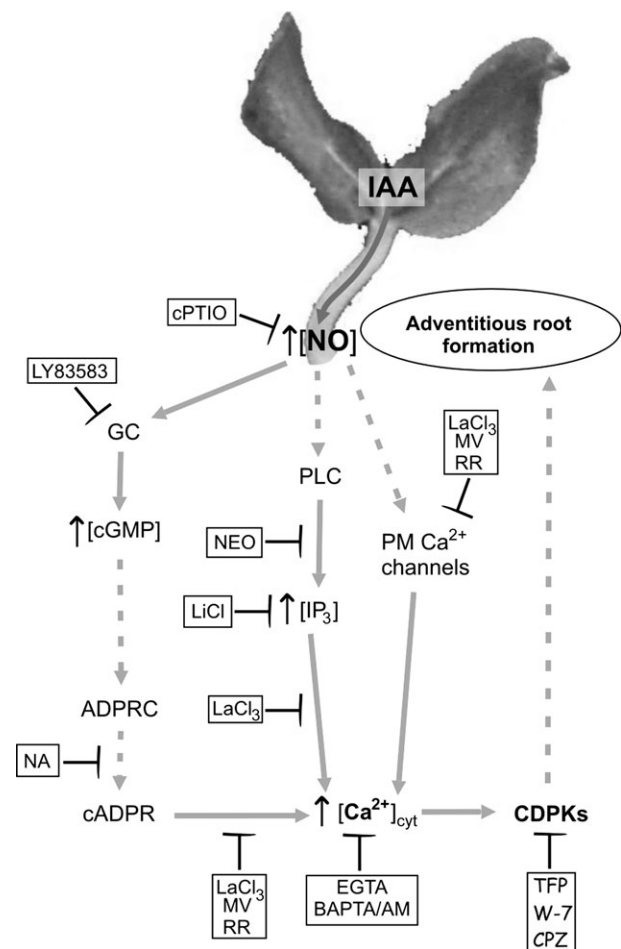 IAA
cPTIO
↑[NO]
Adventitious root
formation
LY83583
GC
LaCl₃
MV
RR
PLC
↑[cGMP]
NEO
PM Ca²⁺
channels
LiCl
↑[IP₃]
ADPRC
LaCl₃
NA
cADPR
↑ [Ca²⁺]cyt
CDPKs
LaCl₃
MV
RR
EGTA
BAPTA/AM
TFP
W-7
CPZ